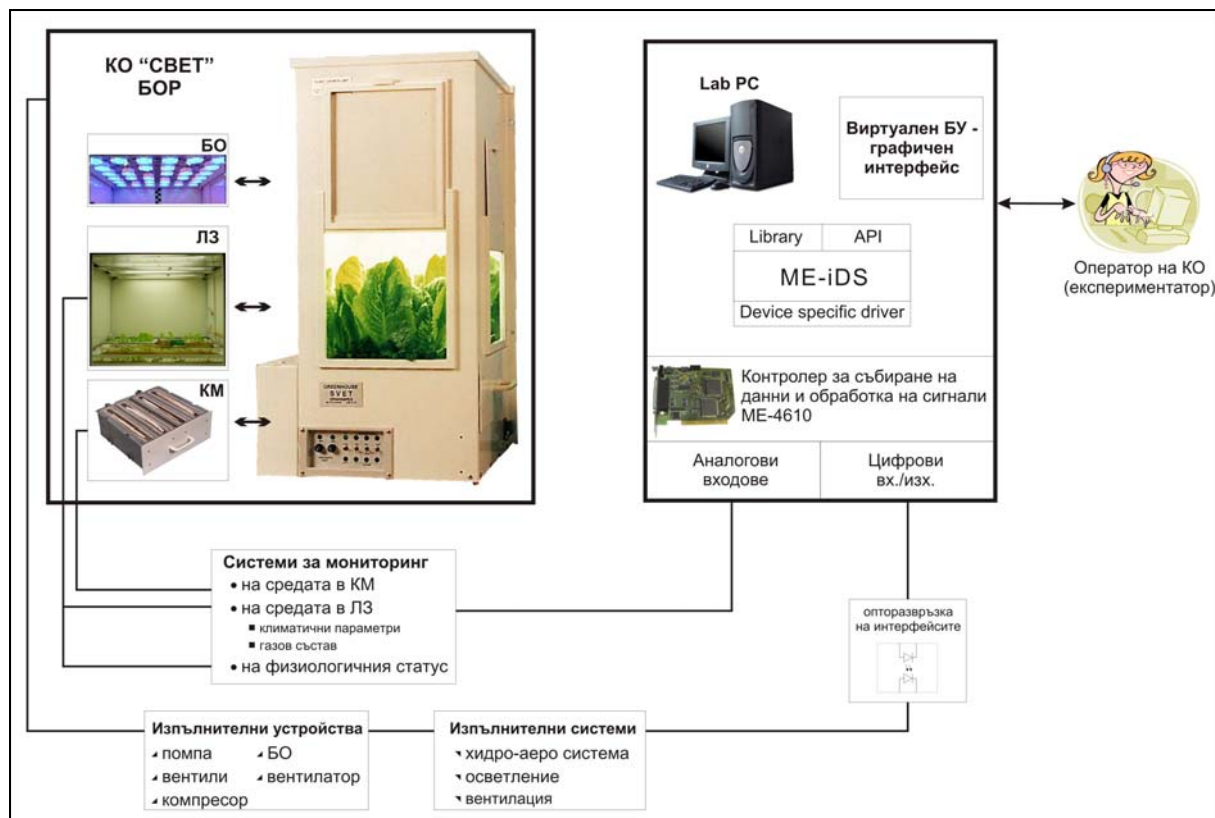 КО “СВЕТ”
БОР
БО
ЛЗ
КМ
GREENHOUSE
SVET
Lab PC
Виртуален БУ -
графичен
интерфейс
Library
API
ME-iDS
Device specific driver
Контролер за събиране на
данни и обработка на сигнали
ME-4610
Аналогови
входове
Цифрови
вх./изх.
Оператор на КО
(експериментатор)
Системи за мониторинг
• на средата в КМ
• на средата в ЛЗ
▪ климатични параметри
▪ газов състав
• на физиологичния статус
опторазвръзка
на интерфейсите
Изпълнителни устройства
помпа
БО
вентили
вентилатор
компресор
Изпълнителни системи
хидро-аеро система
осветление
вентилация